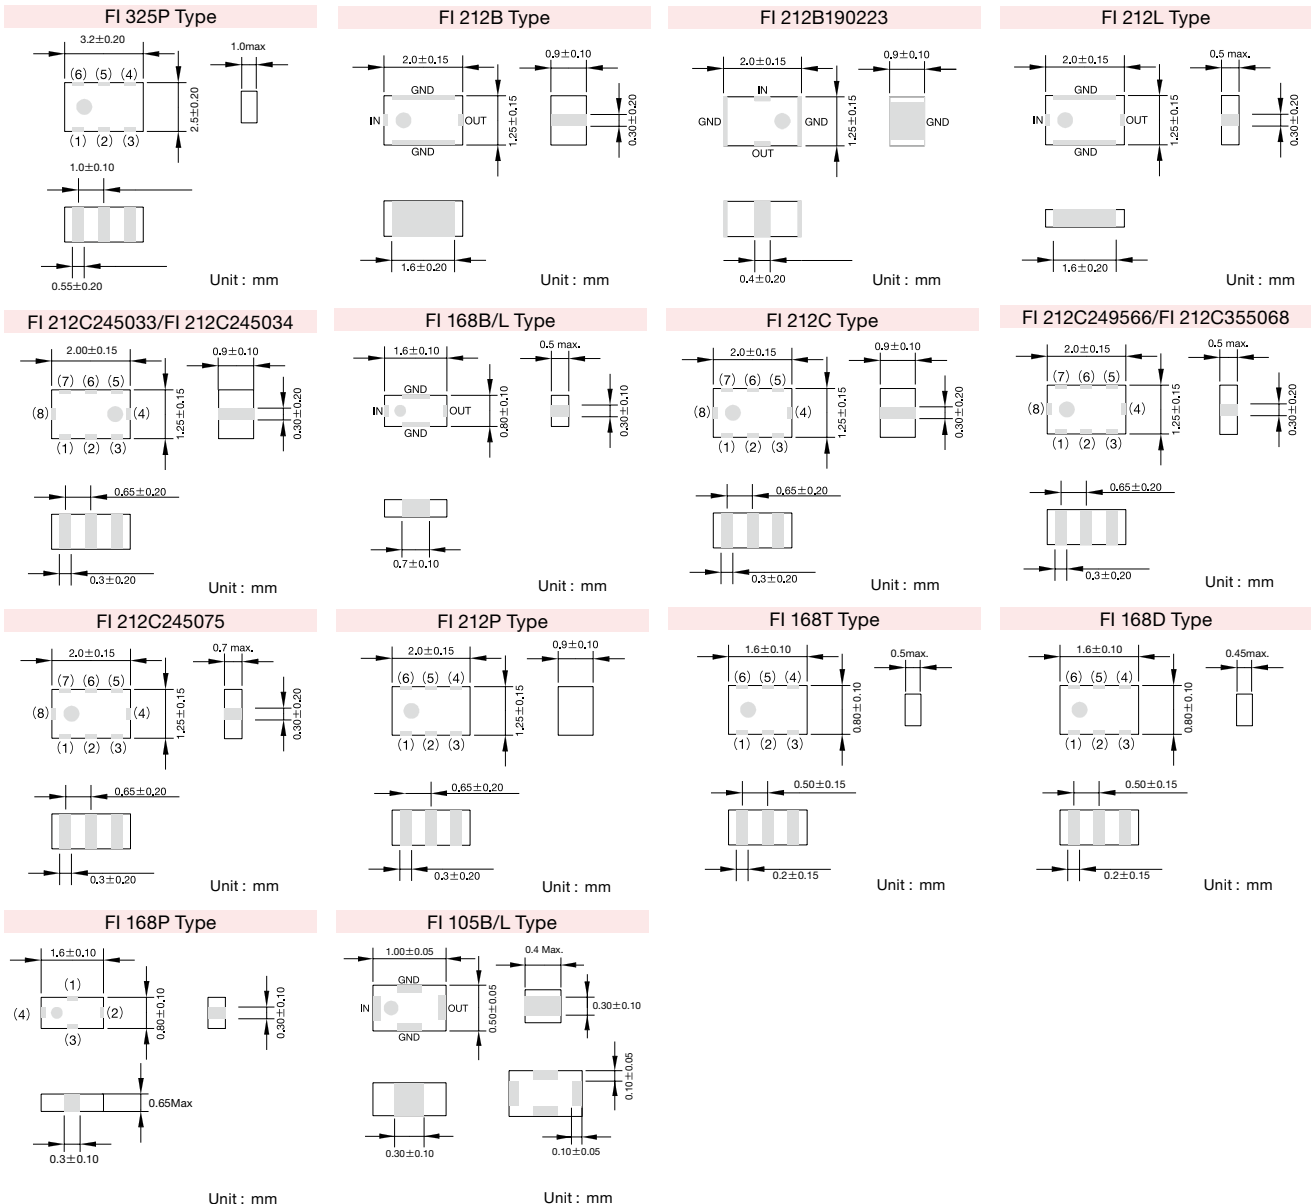 FI 325P Type
3.2±0.20
1.0max
(6) (5) (4)
2.5±0.20
(1) (2) (3)
1.0±0.10
0.55±0.20
Unit : mm
FI 212B Type
2.0±0.15
0.9±0.10
GND
IN
OUT
1.25±0.15
0.30±0.20
GND
1.6±0.20
Unit : mm
FI 212B190223
2.0±0.15
0.9±0.10
IN
GND
GND
1.25±0.15
GND
OUT
0.4±0.20
Unit : mm
FI 212L Type
2.0±0.15
0.5 max.
GND
IN
OUT
1.25±0.15
0.30±0.20
GND
1.6±0.20
Unit : mm
FI 212C245033/FI 212C245034
2.00±0.15
0.9±0.10
(7) (6) (5)
(8)
(4)
1.25±0.15
0.30±0.20
(1) (2) (3)
0.65±0.20
0.3±0.20
Unit : mm
FI 168B/L Type
1.6±0.10
0.5 max.
GND
IN
OUT
0.80±0.10
0.30±0.10
GND
0.7±0.10
Unit : mm
FI 212C Type
2.0±0.15
0.9±0.10
(7) (6) (5)
(8)
(4)
1.25±0.15
0.30±0.20
(1) (2) (3)
0.65±0.20
0.3±0.20
Unit : mm
FI 212C249566/FI 212C355068
2.0±0.15
0.5 max.
(7) (6) (5)
(8)
(4)
1.25±0.15
0.30±0.20
(1) (2) (3)
0.65±0.20
0.3±0.20
Unit : mm
FI 212C245075
2.0±0.15
0.7 max.
(7) (6) (5)
(8)
(4)
1.25±0.15
0.30±0.20
(1) (2) (3)
0.65±0.20
0.3±0.20
Unit : mm
FI 212P Type
2.0±0.15
0.9±0.10
(6) (5) (4)
1.25±0.15
(1) (2) (3)
0.65±0.20
0.3±0.20
Unit : mm
FI 168T Type
1.6±0.10
0.5max.
(6) (5) (4)
0.80±0.10
(1) (2) (3)
0.50±0.15
0.2±0.15
Unit : mm
FI 168D Type
1.6±0.10
0.45max.
(6) (5) (4)
0.80±0.10
(1) (2) (3)
0.50±0.15
0.2±0.15
Unit : mm
FI 168P Type
1.6±0.10
(1)
(4)
(2)
0.80±0.10
0.30±0.10
(3)
0.65Max
0.3±0.10
Unit : mm
FI 105B/L Type
1.00±0.05
0.4 Max.
GND
IN
OUT
0.50±0.05
0.30±0.10
GND
0.10±0.05
0.30±0.10
0.10±0.05
Unit : mm